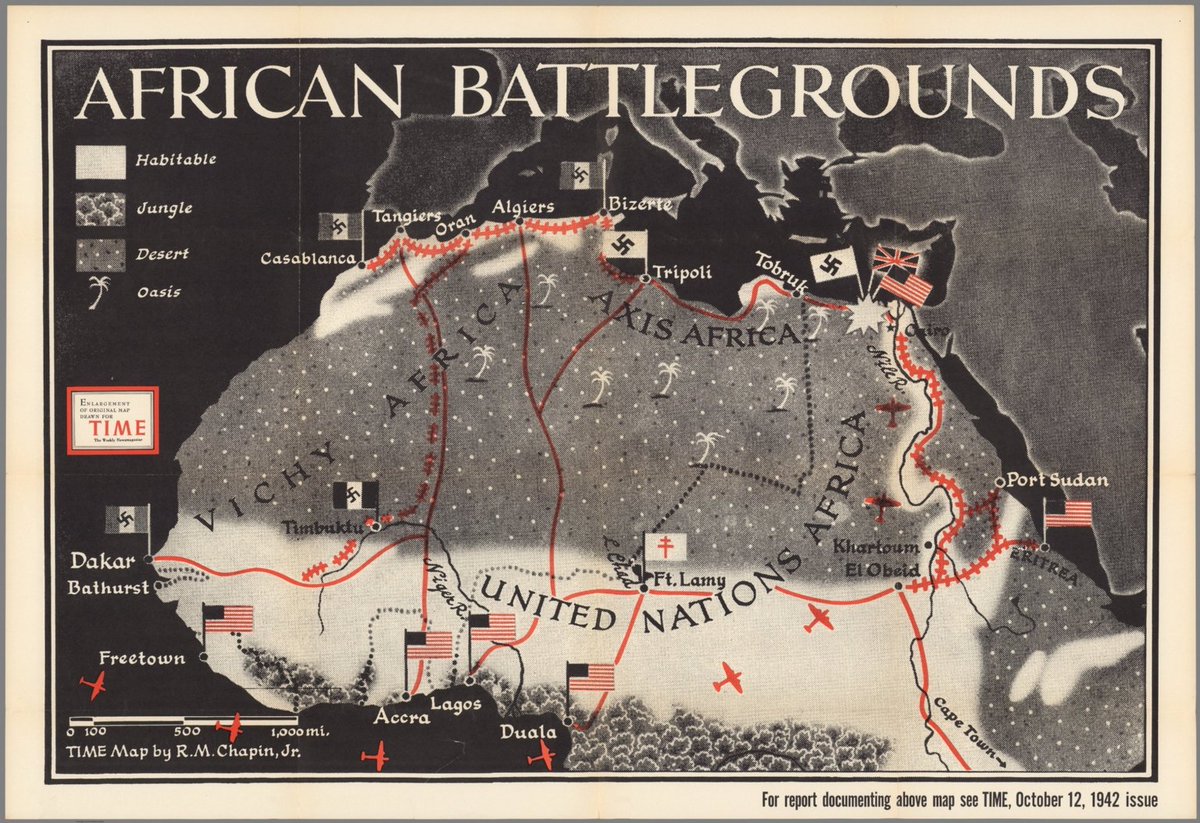 AFRICAN BATTLEGROUNDS
Habitable
Jungle
Desert
Oasis
Tangiers
Oran
Algiers
Bizerte
Casablanca
Tripoli
Tobruk
Cairo
Nile R.
AXIS AFRICA
VICHY AFRICA
ENLARGEMENT
OF ORIGINAL MAP
DRAWN FOR
TIME
The Weekly Newsmagazine
Timbuktu
Port Sudan
Dakar
Bathurst
Khartoum
El Obeid
ERITREA
L. Chad
Ft. Lamy
Niger R.
UNITED NATIONS AFRICA
Freetown
Accra
Lagos
Duala
Cape Town
0 100 500 1,000 mi.
TIME Map by R.M. Chapin, Jr.
For report documenting above map see TIME, October 12, 1942 issue